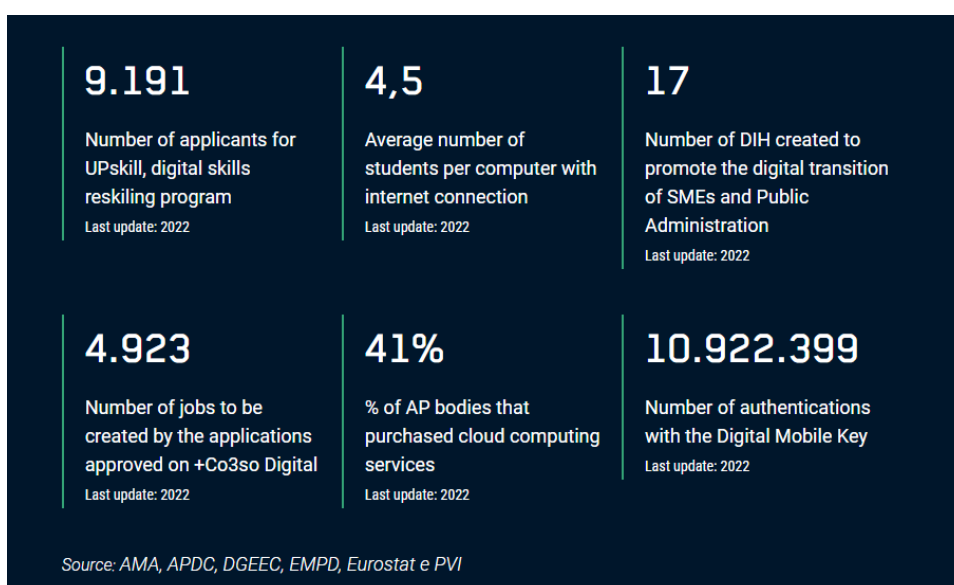 9.191
Number of applicants for
UPskill, digital skills
reskiling program
Last update: 2022
4,5
Average number of
students per computer with
internet connection
Last update: 2022
17
Number of DIH created to
promote the digital transition
of SMEs and Public
Administration
Last update: 2022
4.923
Number of jobs to be
created by the applications
approved on +Co3so Digital
Last update: 2022
41%
% of AP bodies that
purchased cloud computing
services
Last update: 2022
10.922.399
Number of authentications
with the Digital Mobile Key
Last update: 2022
Source: AMA, APDC, DGEEC, EMPD, Eurostat e PVI